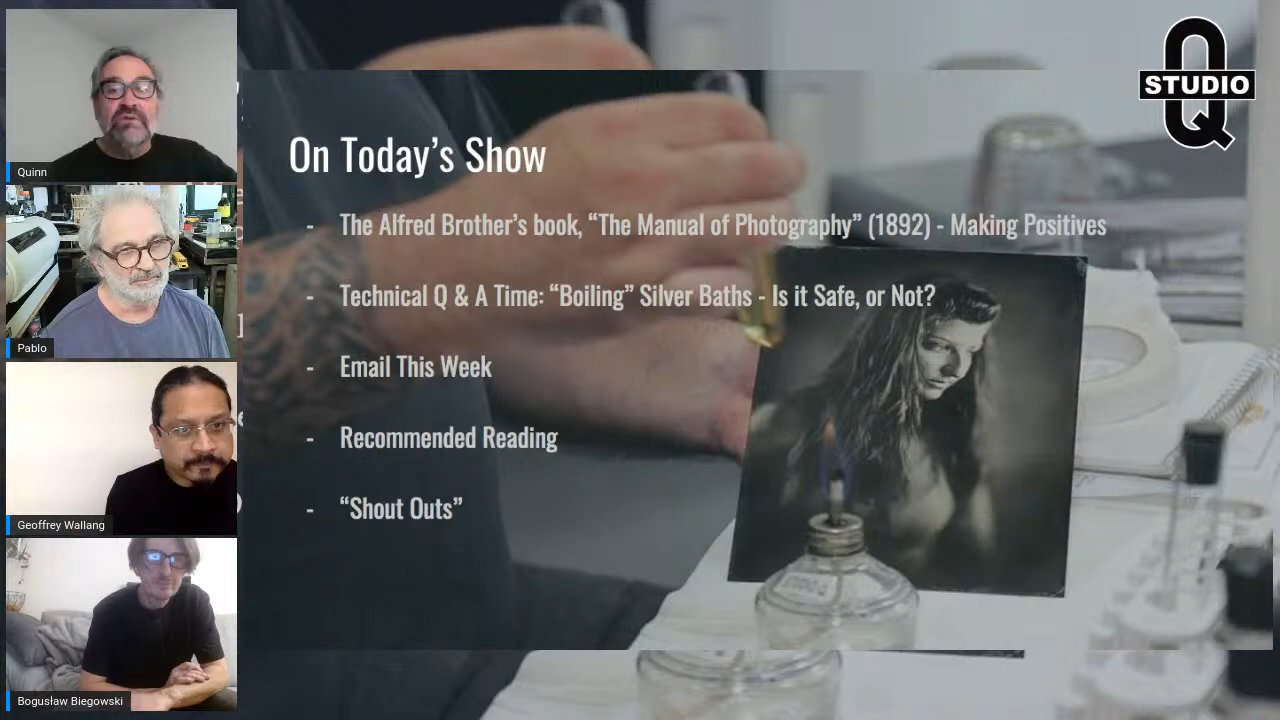 Q
STUDIO
On Today’s Show
- The Alfred Brother’s book, “The Manual of Photography” (1892) - Making Positives
- Technical Q & A Time: “Boiling” Silver Baths - Is it Safe, or Not?
- Email This Week
- Recommended Reading
- “Shout Outs”
Quinn
Pablo
Geoffrey Wallang
Bogusław Biegowski